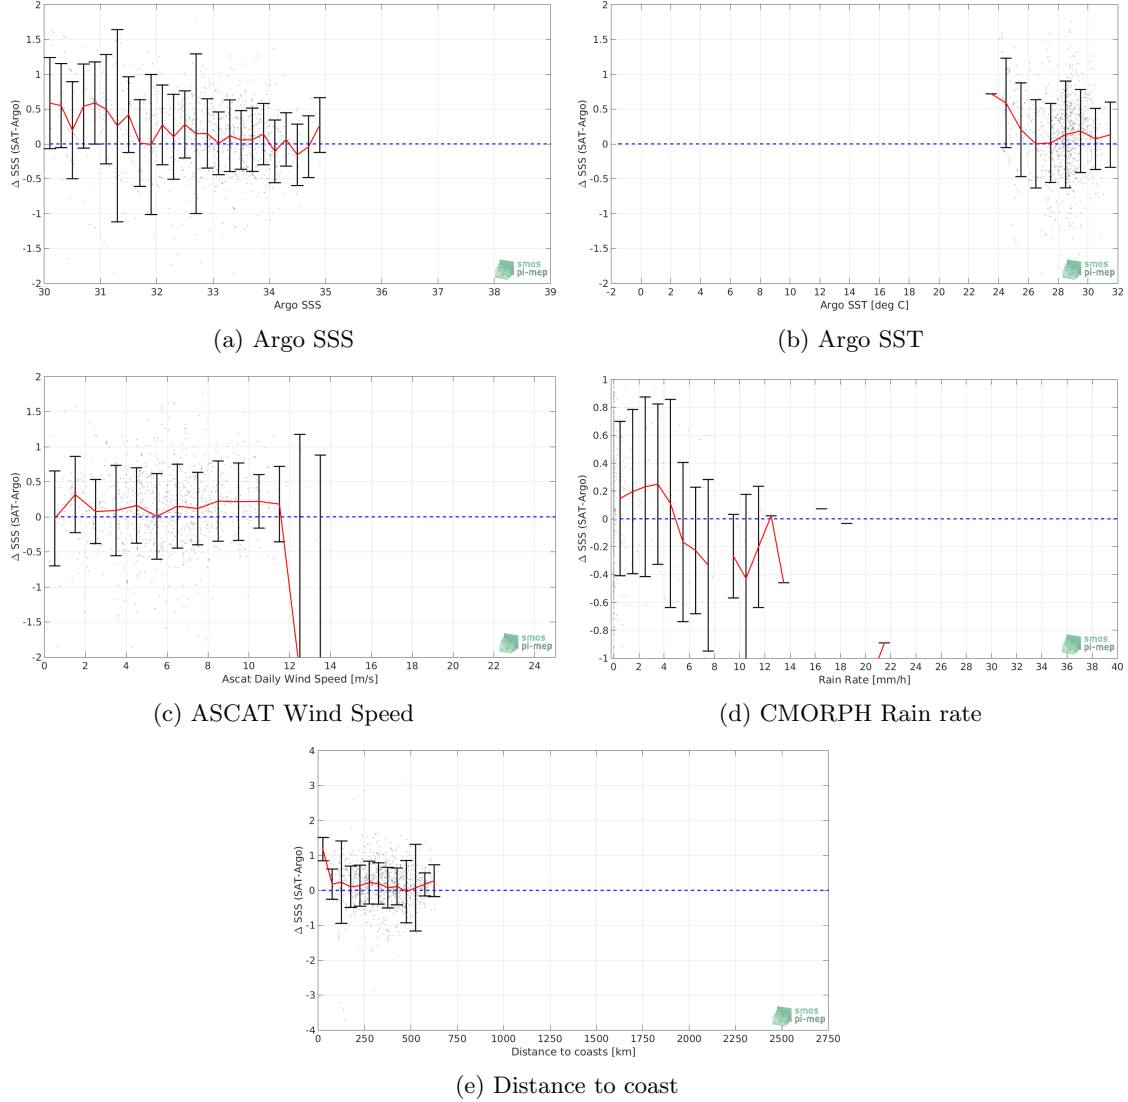 2
1.5
1
0.5
0
-0.5
-1
-1.5
-2
Δ SSS (SAT-Argo)
30 31 32 33 34 35 36 37 38 39
Argo SSS
smos
pi-mep
(a) Argo SSS
2
1.5
1
0.5
0
-0.5
-1
-1.5
-2
Δ SSS (SAT-Argo)
-2 0 2 4 6 8 10 12 14 16 18 20 22 24 26 28 30 32
Argo SST [deg C]
smos
pi-mep
(b) Argo SST
2
1.5
1
0.5
0
-0.5
-1
-1.5
-2
Δ SSS (SAT-Argo)
0 2 4 6 8 10 12 14 16 18 20 22 24
Ascat Daily Wind Speed [m/s]
smos
pi-mep
(c) ASCAT Wind Speed
1
0.8
0.6
0.4
0.2
0
-0.2
-0.4
-0.6
-0.8
-1
Δ SSS (SAT-Argo)
0 2 4 6 8 10 12 14 16 18 20 22 24 26 28 30 32 34 36 38 40
Rain Rate [mm/h]
smos
pi-mep
(d) CMORPH Rain rate
4
3
2
1
0
-1
-2
-3
-4
Δ SSS (SAT-Argo)
0 250 500 750 1000 1250 1500 1750 2000 2250 2500 2750
Distance to coasts [km]
smos
pi-mep
(e) Distance to coast